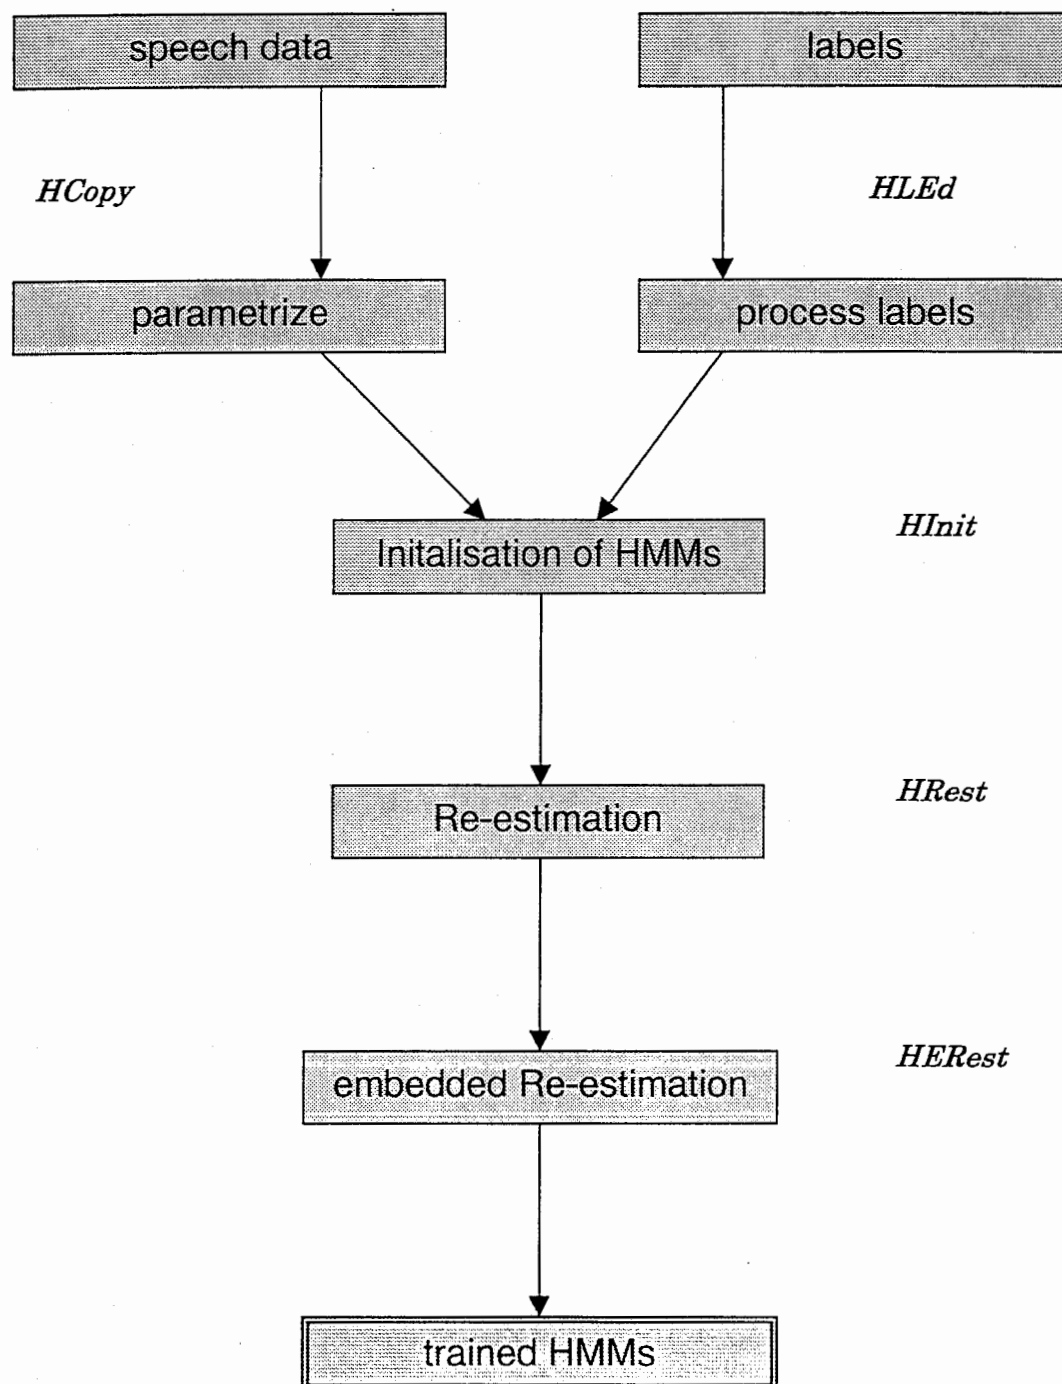 speech data
labels
HCopy
HLEd
parametrize
process labels
Initalisation of HMMs
HInit
Re-estimation
HRest
embedded Re-estimation
HERest
trained HMMs